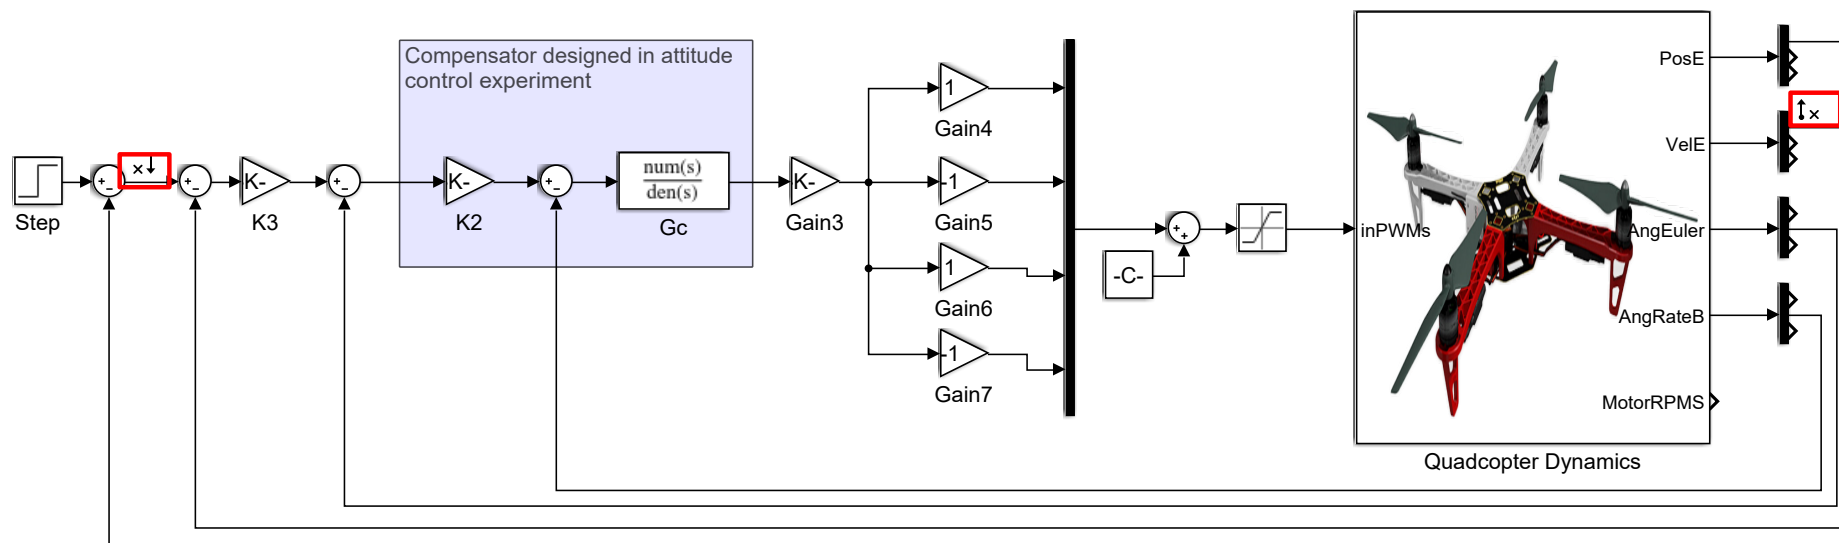 Compensator designed in attitude
control experiment
Step
K-
K3
K-
K2
num(s)
den(s)
Gc
K-
Gain3
1
Gain4
-1
Gain5
1
Gain6
-1
Gain7
-C-
inPWMs
PosE
VelE
AngEuler
AngRateB
MotorRPMS
Quadcopter Dynamics